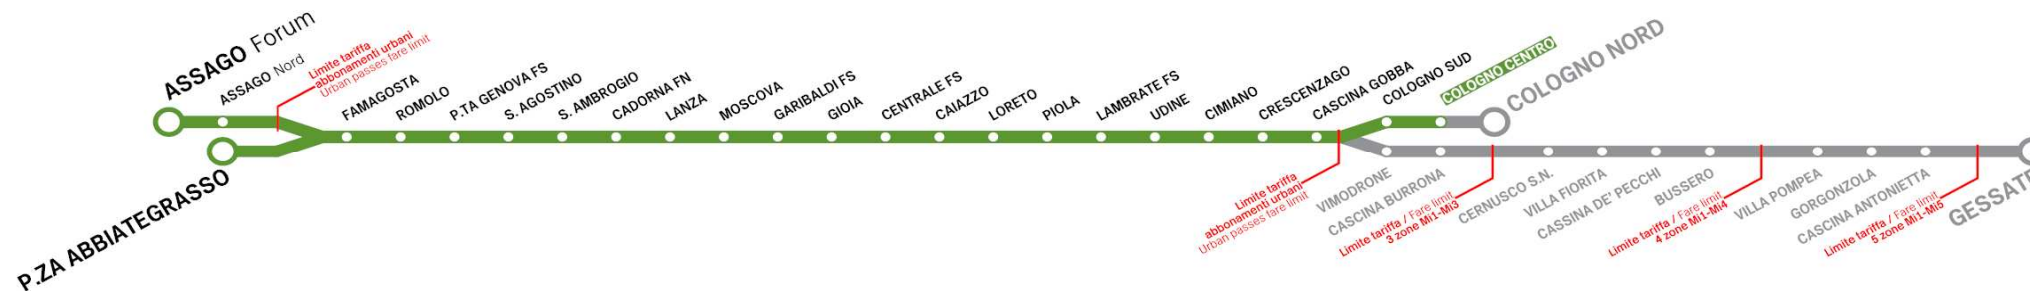 ASSAGO Forum
ASSAGO Nord
Limite tariffa
abbonamenti urbani
Urban passes fare limit
P.ZA ABBIATEGRASSO
FAMAGOSTA
ROMOLO
P.TA GENOVA FS
S. AGOSTINO
S. AMBROGIO
CADORNA FN
LANZA
MOSCOVA
GARIBALDI FS
GIOIA
CENTRALE FS
CAIAZZO
LORETO
PIOLA
LAMBRATE FS
UDINE
CIMIANO
CRESCENZAGO
CASCINA GOBBA
COLOGNO SUD
COLOGNO CENTRO
COLOGNO NORD
Limite tariffa
abbonamenti urbani
Urban passes fare limit
VIMODRONE
CASCINA BURRONA
Limite tariffa / Fare limit
3 zone Mi1-Mi3
CERNUSCO S.N.
VILLA FIORITA
CASSINA DE' PECCHI
BUSSERO
Limite tariffa / Fare limit
4 zone Mi1-Mi4
VILLA POMPEA
GORGONZOLA
CASCINA ANTONIETTA
Limite tariffa / Fare limit
5 zone Mi1-Mi5
GESSATE